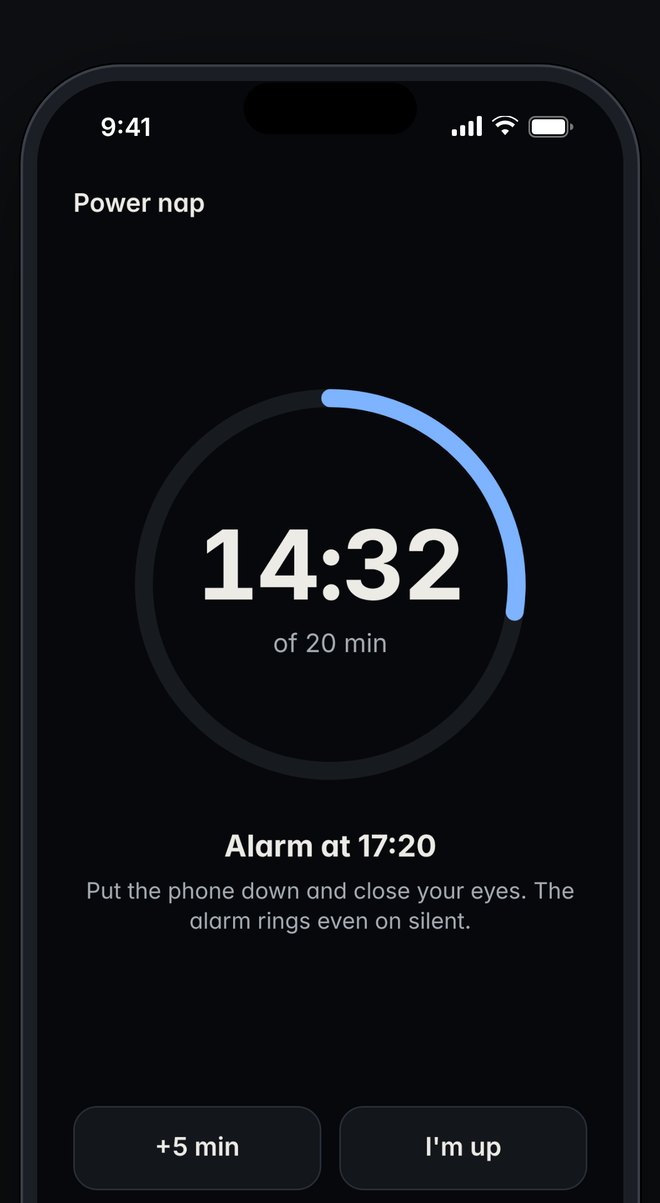 9:41
Power nap
14:32
of 20 min
Alarm at 17:20
Put the phone down and close your eyes. The
alarm rings even on silent.
+5 min
I'm up